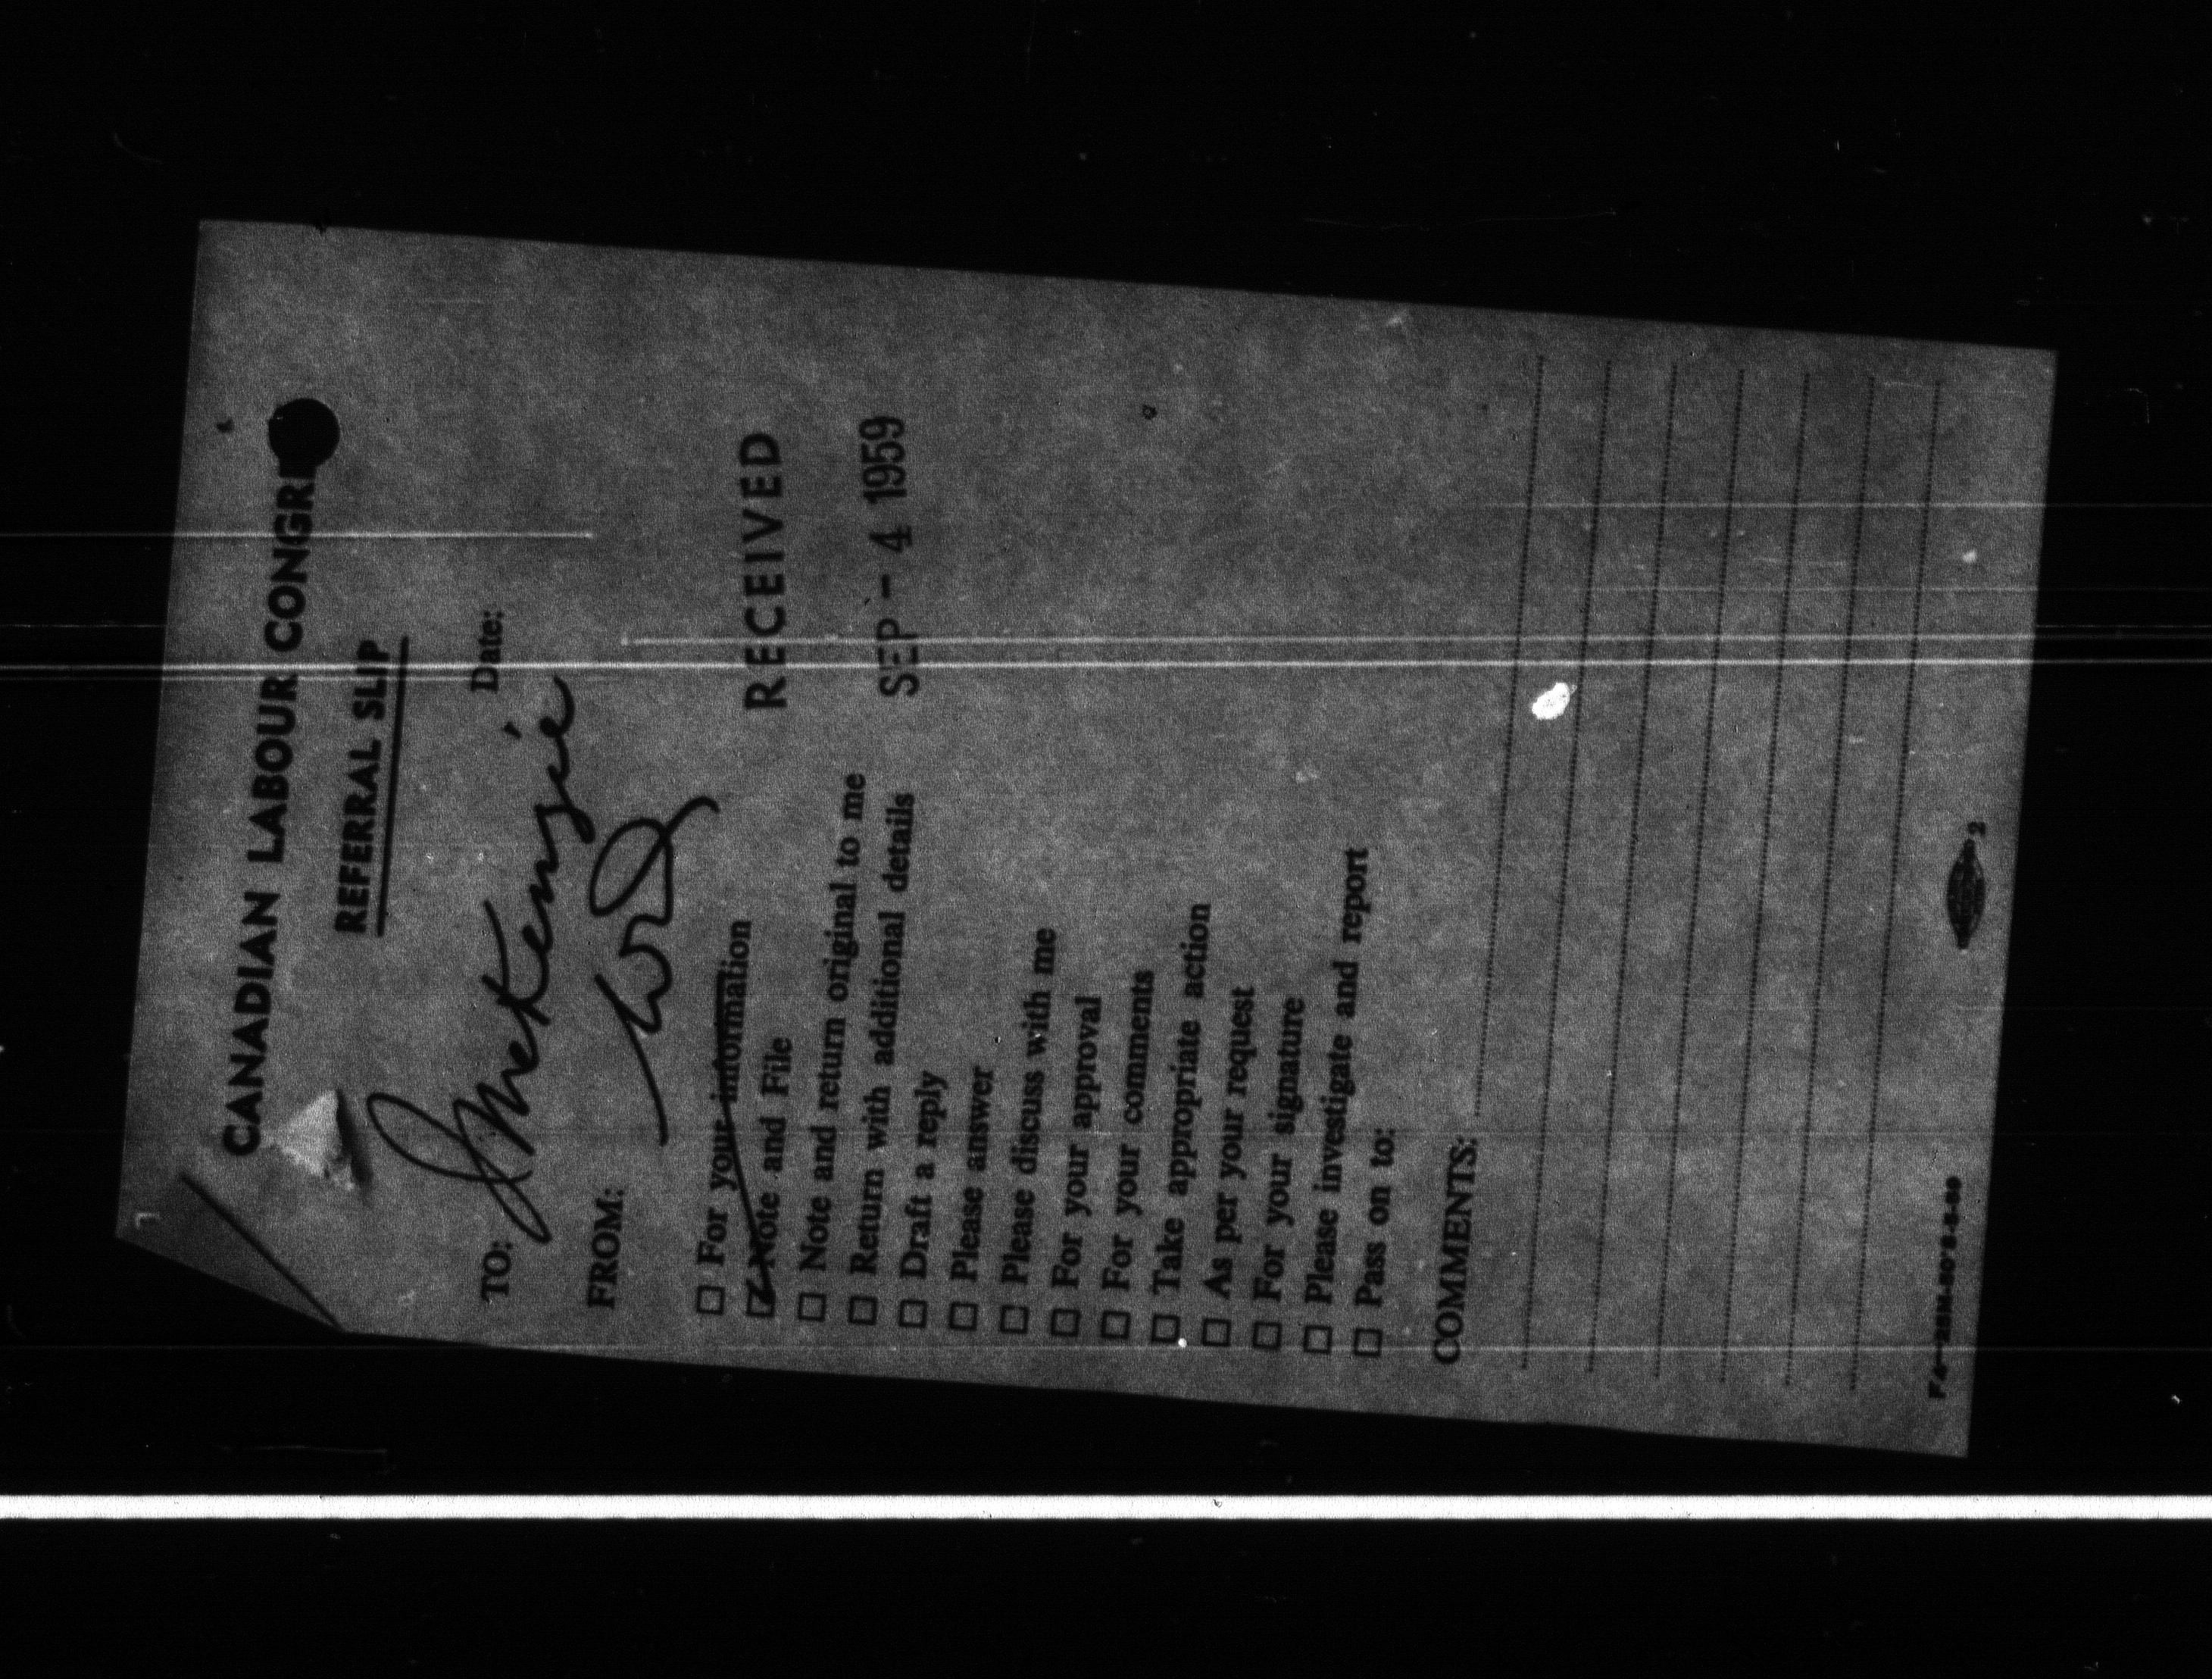 CANADIAN LABOUR CONGRE
REFERRAL SLIP
Date:
TO: J McKenzie
FROM:
RECEIVED
SEP - 4 1959
☐ For your information
☑ Note and File
☐ Note and return original to me
☐ Return with additional details
☐ Draft a reply
☐ Please answer
☐ Please discuss with me
☐ For your approval
☐ For your comments
☐ Take appropriate action
☐ As per your request
☐ For your signature
☐ Please investigate and report
☐ Pass on to:
COMMENTS:
2